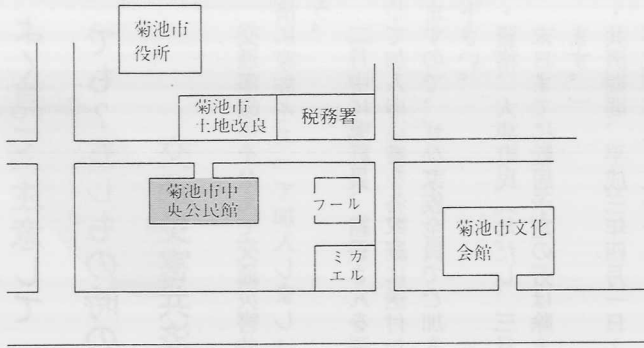 菊池市
役所
菊池市
土地改良
税務署
菊池市中
央公民館
フール
ミカ
エル
菊池市文化
会館